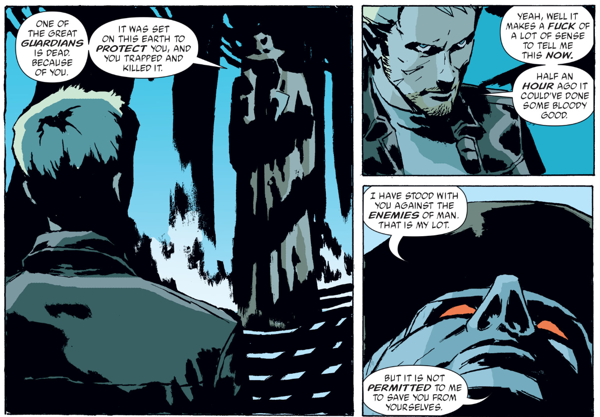 ONE OF
THE GREAT
GUARDIANS
IS DEAD.
BECAUSE
OF YOU.
IT WAS SET
ON THIS EARTH TO
PROTECT YOU, AND
YOU TRAPPED AND
KILLED IT.
YEAH, WELL IT
MAKES A FUCK OF
A LOT OF SENSE
TO TELL ME
THIS NOW.
HALF AN
HOUR AGO IT
COULD'VE DONE
SOME BLOODY
GOOD.
I HAVE STOOD WITH
YOU AGAINST THE
ENEMIES OF MAN.
THAT IS MY LOT.
BUT IT IS NOT
PERMITTED TO ME
TO SAVE YOU FROM
YOURSELVES.